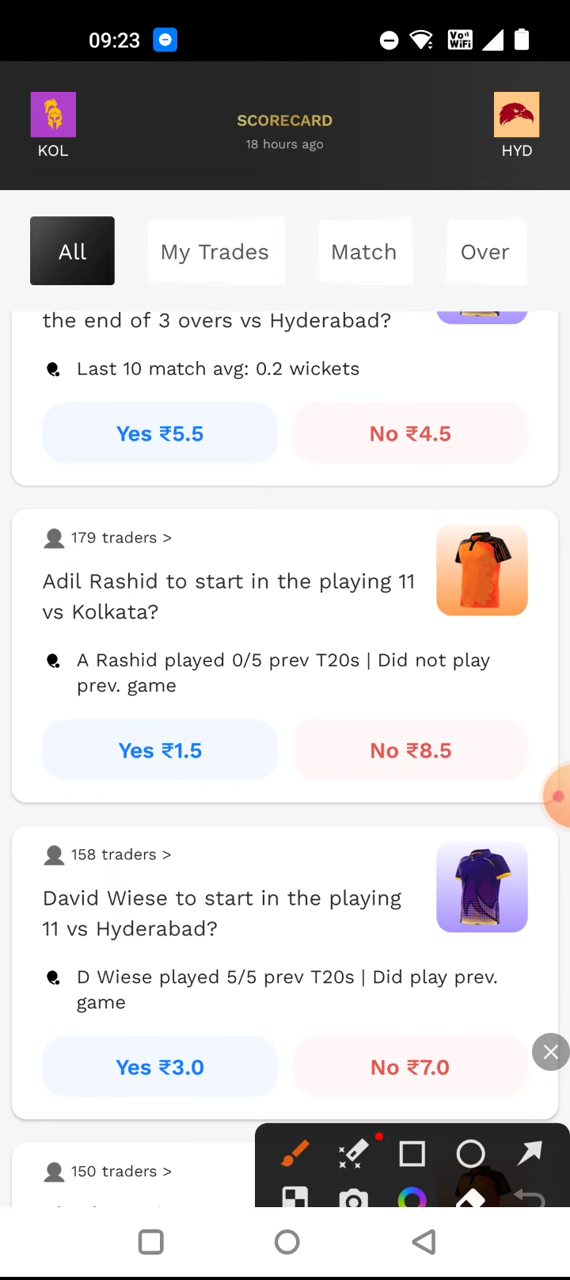 09:23
Vo
WiFi
SCORECARD
18 hours ago
KOL
HYD
All
My Trades
Match
Over
the end of 3 overs vs Hyderabad?
Last 10 match avg: 0.2 wickets
Yes ₹5.5
No ₹4.5
179 traders >
Adil Rashid to start in the playing 11
vs Kolkata?
A Rashid played 0/5 prev T20s | Did not play
prev. game
Yes ₹1.5
No ₹8.5
158 traders >
David Wiese to start in the playing
11 vs Hyderabad?
D Wiese played 5/5 prev T20s | Did play prev.
game
Yes ₹3.0
No ₹7.0
150 traders >